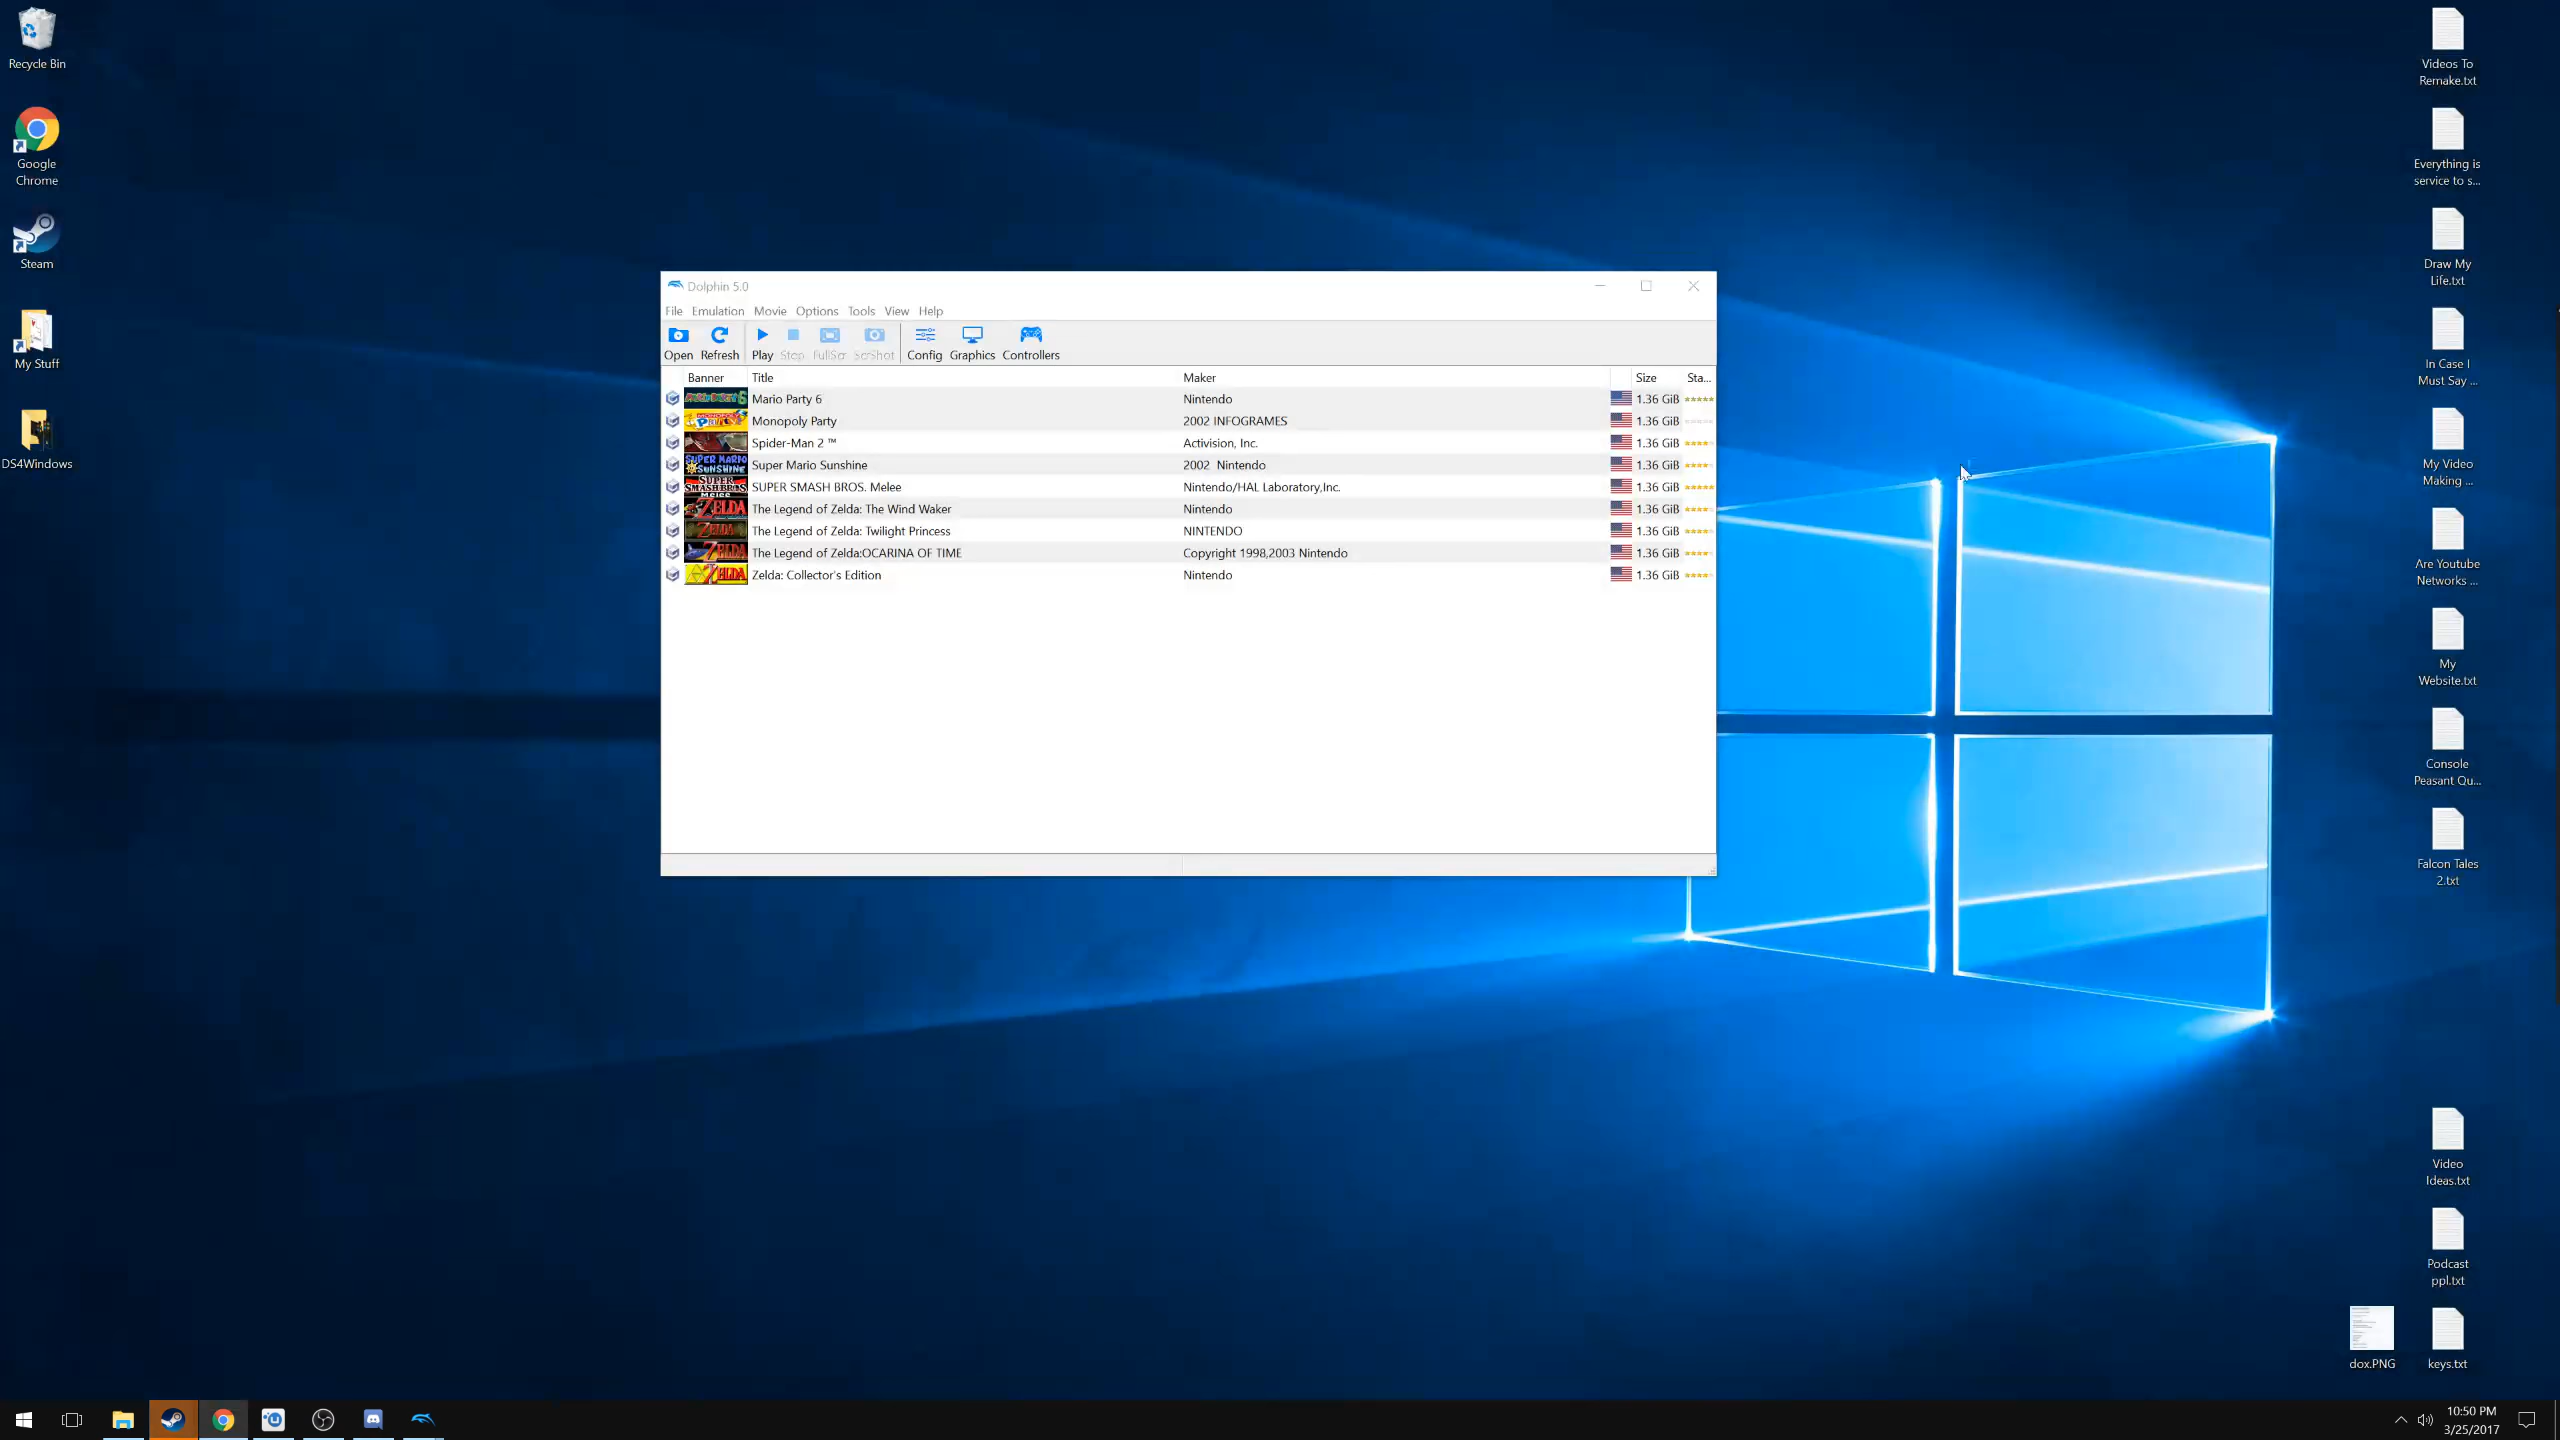 Recycle Bin
Google
Chrome
Steam
My Stuff
DS4Windows
Dolphin 5.0
File Emulation Movie Options Tools View Help
Open Refresh Play Stop FullScr ScrShot Config Graphics Controllers
Banner Title Maker Size Sta...
Mario Party 6 Nintendo 1.36 GiB
Monopoly Party 2002 INFOGRAMES 1.36 GiB
Spider-Man 2 ™ Activision, Inc. 1.36 GiB
Super Mario Sunshine 2002 Nintendo 1.36 GiB
SUPER SMASH BROS. Melee Nintendo/HAL Laboratory,Inc. 1.36 GiB
The Legend of Zelda: The Wind Waker Nintendo 1.36 GiB
The Legend of Zelda: Twilight Princess NINTENDO 1.36 GiB
The Legend of Zelda:OCARINA OF TIME Copyright 1998,2003 Nintendo 1.36 GiB
Zelda: Collector's Edition Nintendo 1.36 GiB
Videos To
Remake.txt
Everything is
service to s...
Draw My
Life.txt
In Case I
Must Say ...
My Video
Making ...
Are Youtube
Networks ...
My
Website.txt
Console
Peasant Qu...
Falcon Tales
2.txt
Video
Ideas.txt
Podcast
ppl.txt
dox.PNG
keys.txt
10:50 PM
3/25/2017